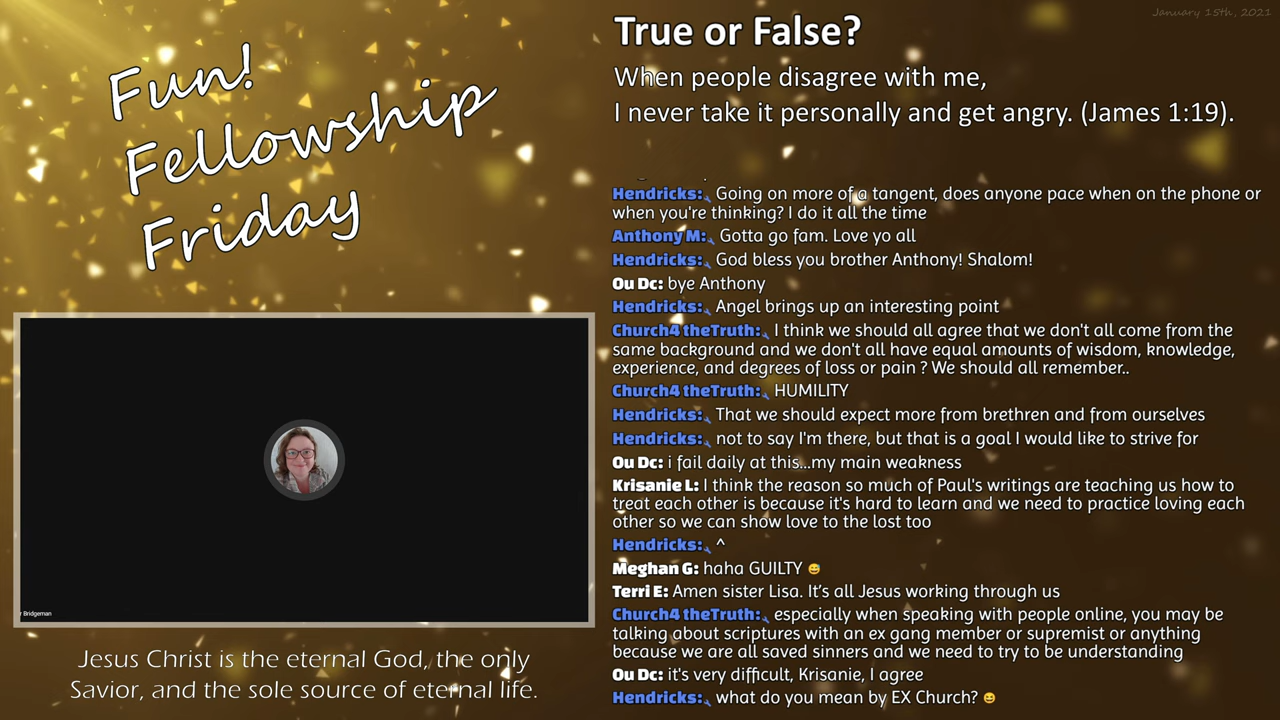 January 15th, 2021
Fun!
Fellowship
Friday
True or False?
When people disagree with me,
I never take it personally and get angry. (James 1:19).
Hendricks: Going on more of a tangent, does anyone pace when on the phone or
when you're thinking? I do it all the time
Anthony M: Gotta go fam. Love yo all
Hendricks: God bless you brother Anthony! Shalom!
Ou Dc: bye Anthony
Hendricks: Angel brings up an interesting point
Church4 theTruth: I think we should all agree that we don't all come from the
same background and we don't all have equal amounts of wisdom, knowledge,
experience, and degrees of loss or pain ? We should all remember..
Church4 theTruth: HUMILITY
Hendricks: That we should expect more from brethren and from ourselves
Hendricks: not to say I'm there, but that is a goal I would like to strive for
Ou Dc: i fail daily at this...my main weakness
Krisanie L: I think the reason so much of Paul's writings are teaching us how to
treat each other is because it's hard to learn and we need to practice loving each
other so we can show love to the lost too
Hendricks: ^
Meghan G: haha GUILTY 😅
Terri E: Amen sister Lisa. It’s all Jesus working through us
Church4 theTruth: especially when speaking with people online, you may be
talking about scriptures with an ex gang member or supremist or anything
because we are all saved sinners and we need to try to be understanding
Ou Dc: it's very difficult, Krisanie, I agree
Hendricks: what do you mean by EX Church? 😄
r Bridgeman
Jesus Christ is the eternal God, the only
Savior, and the sole source of eternal life.